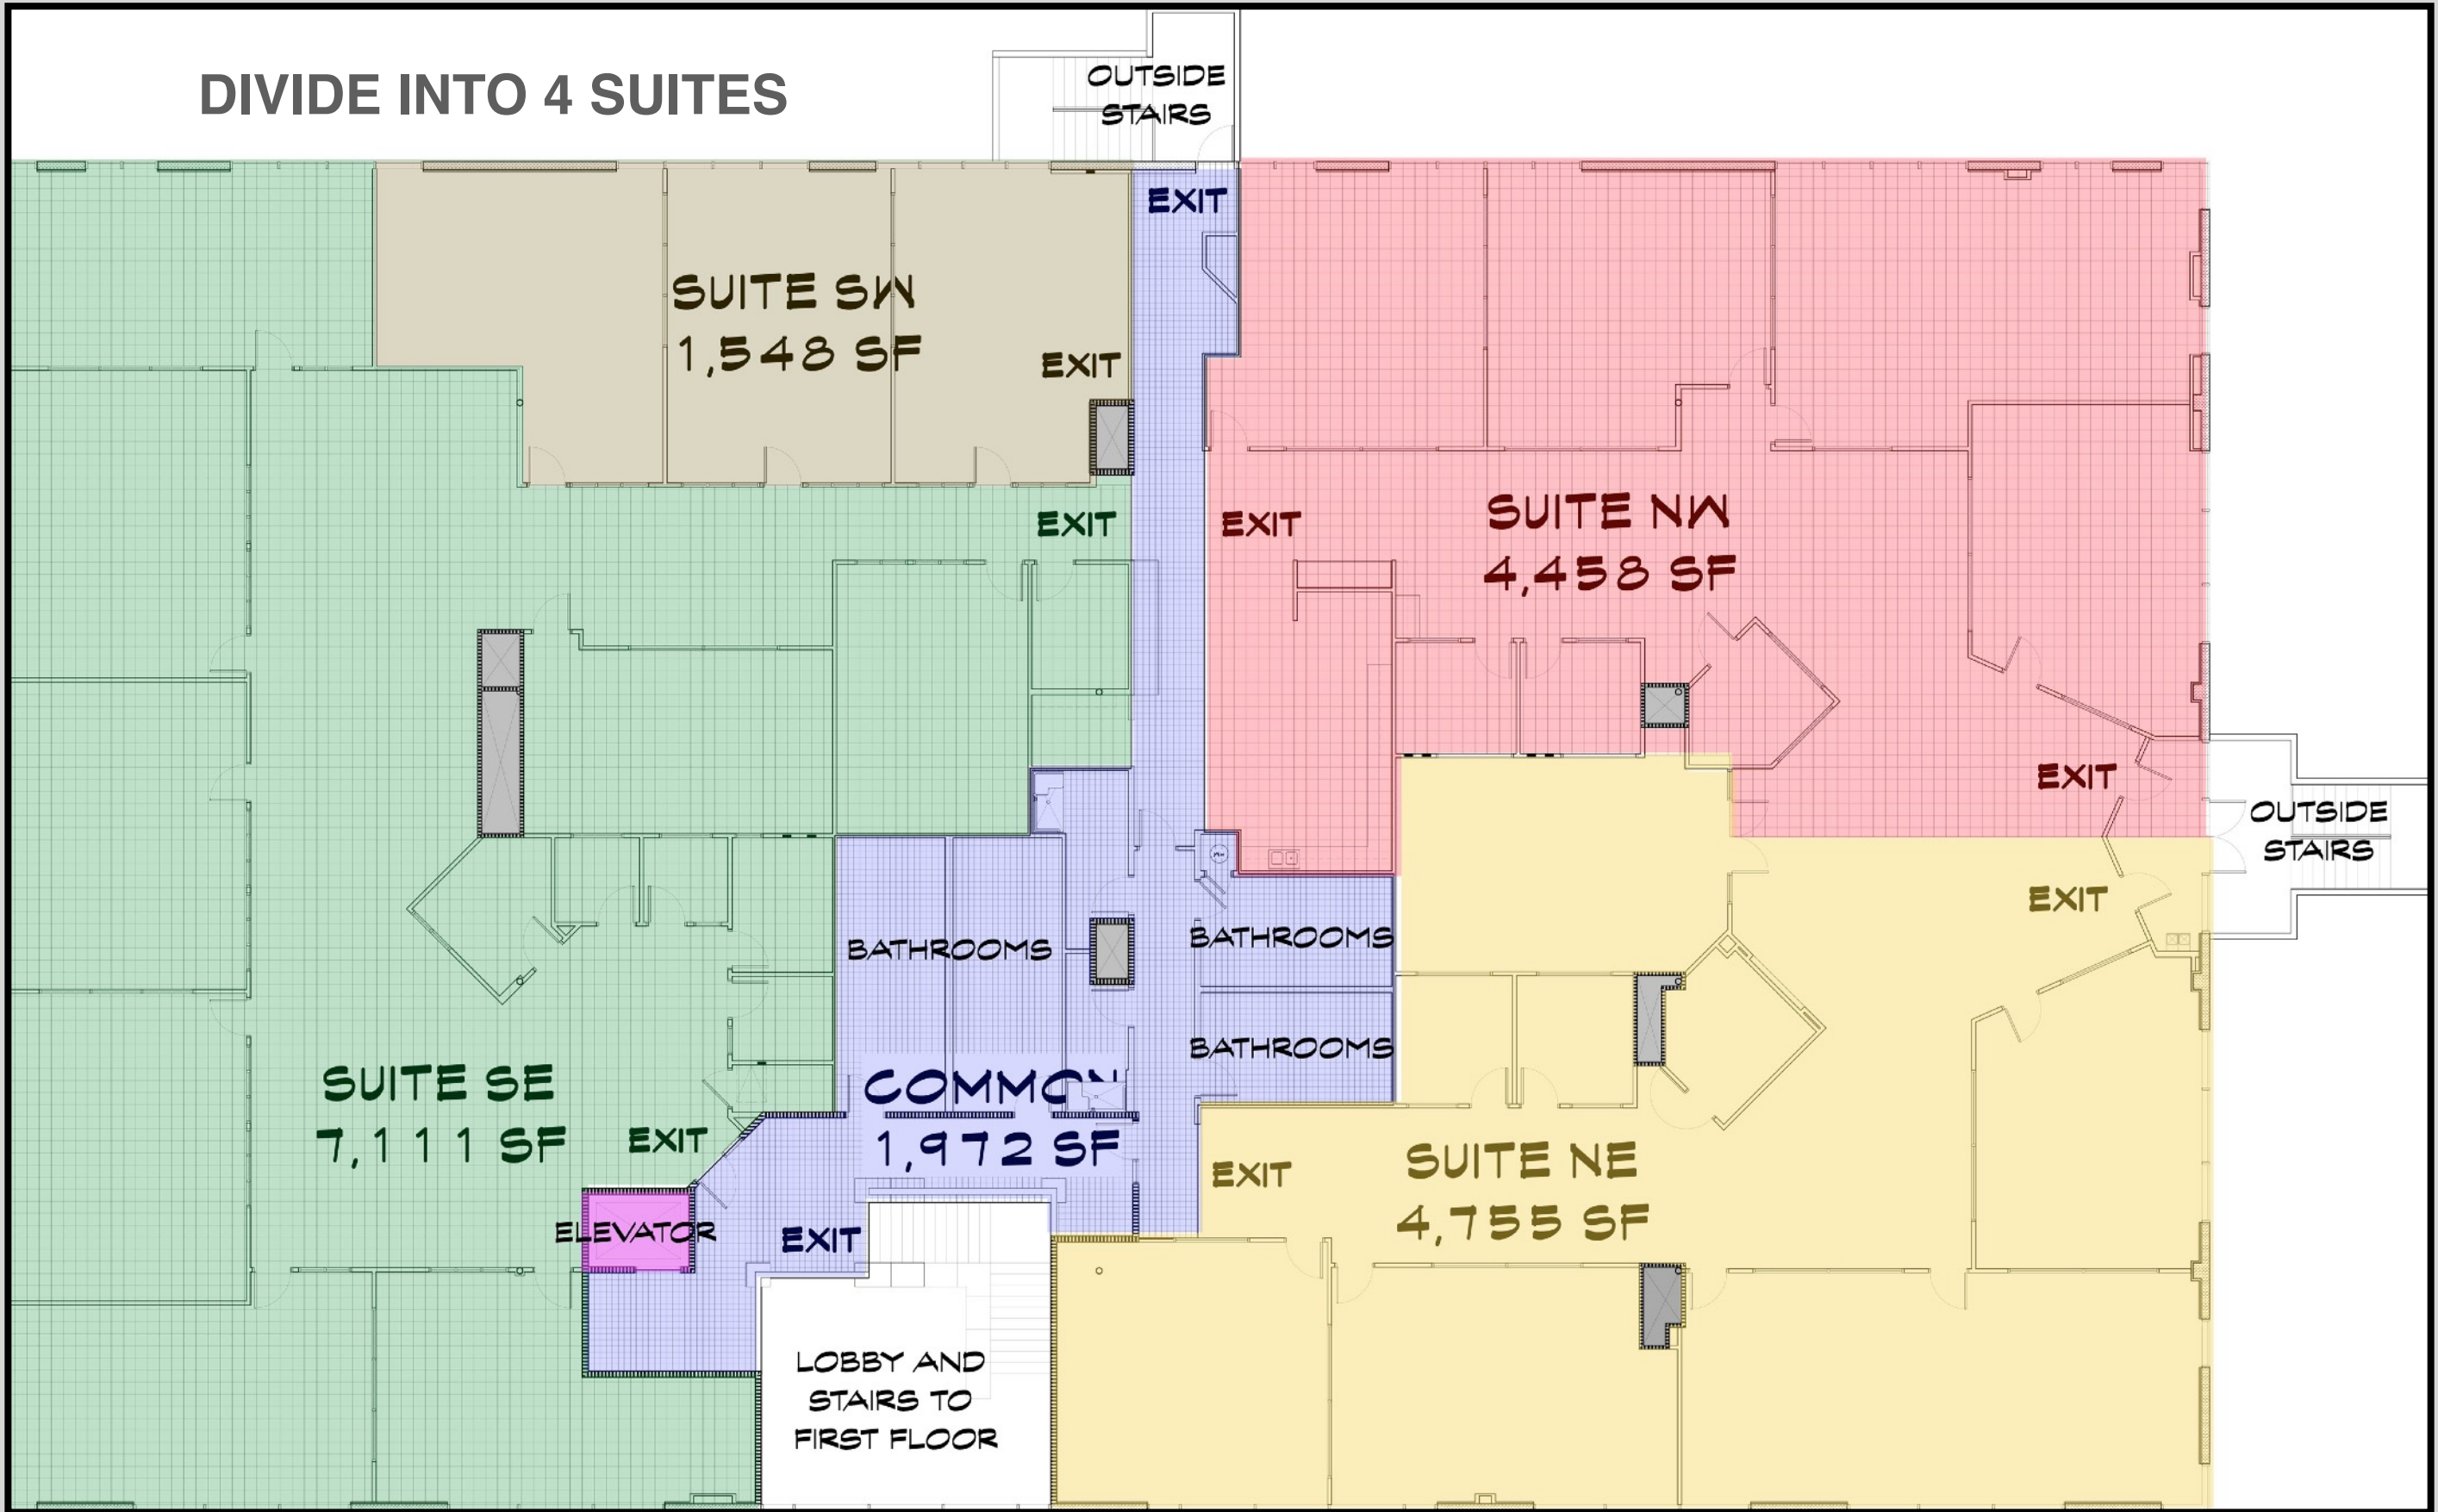 DIVIDE INTO 4 SUITES
OUTSIDE
STAIRS
EXIT
SUITE SW
1,548 SF
EXIT
EXIT
EXIT
SUITE NW
4,458 SF
EXIT
OUTSIDE
STAIRS
EXIT
BATHROOMS
BATHROOMS
BATHROOMS
SUITE SE
7,111 SF
EXIT
COMMON
1,972 SF
EXIT
SUITE NE
4,755 SF
ELEVATOR
EXIT
LOBBY AND
STAIRS TO
FIRST FLOOR